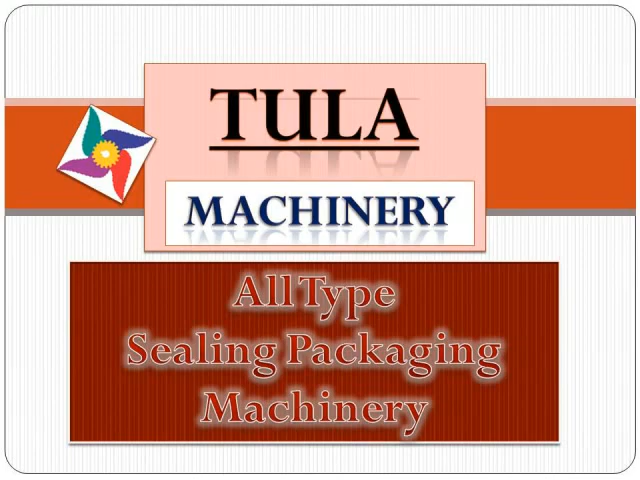 TULA
MACHINERY
All Type
Sealing Packaging
Machinery